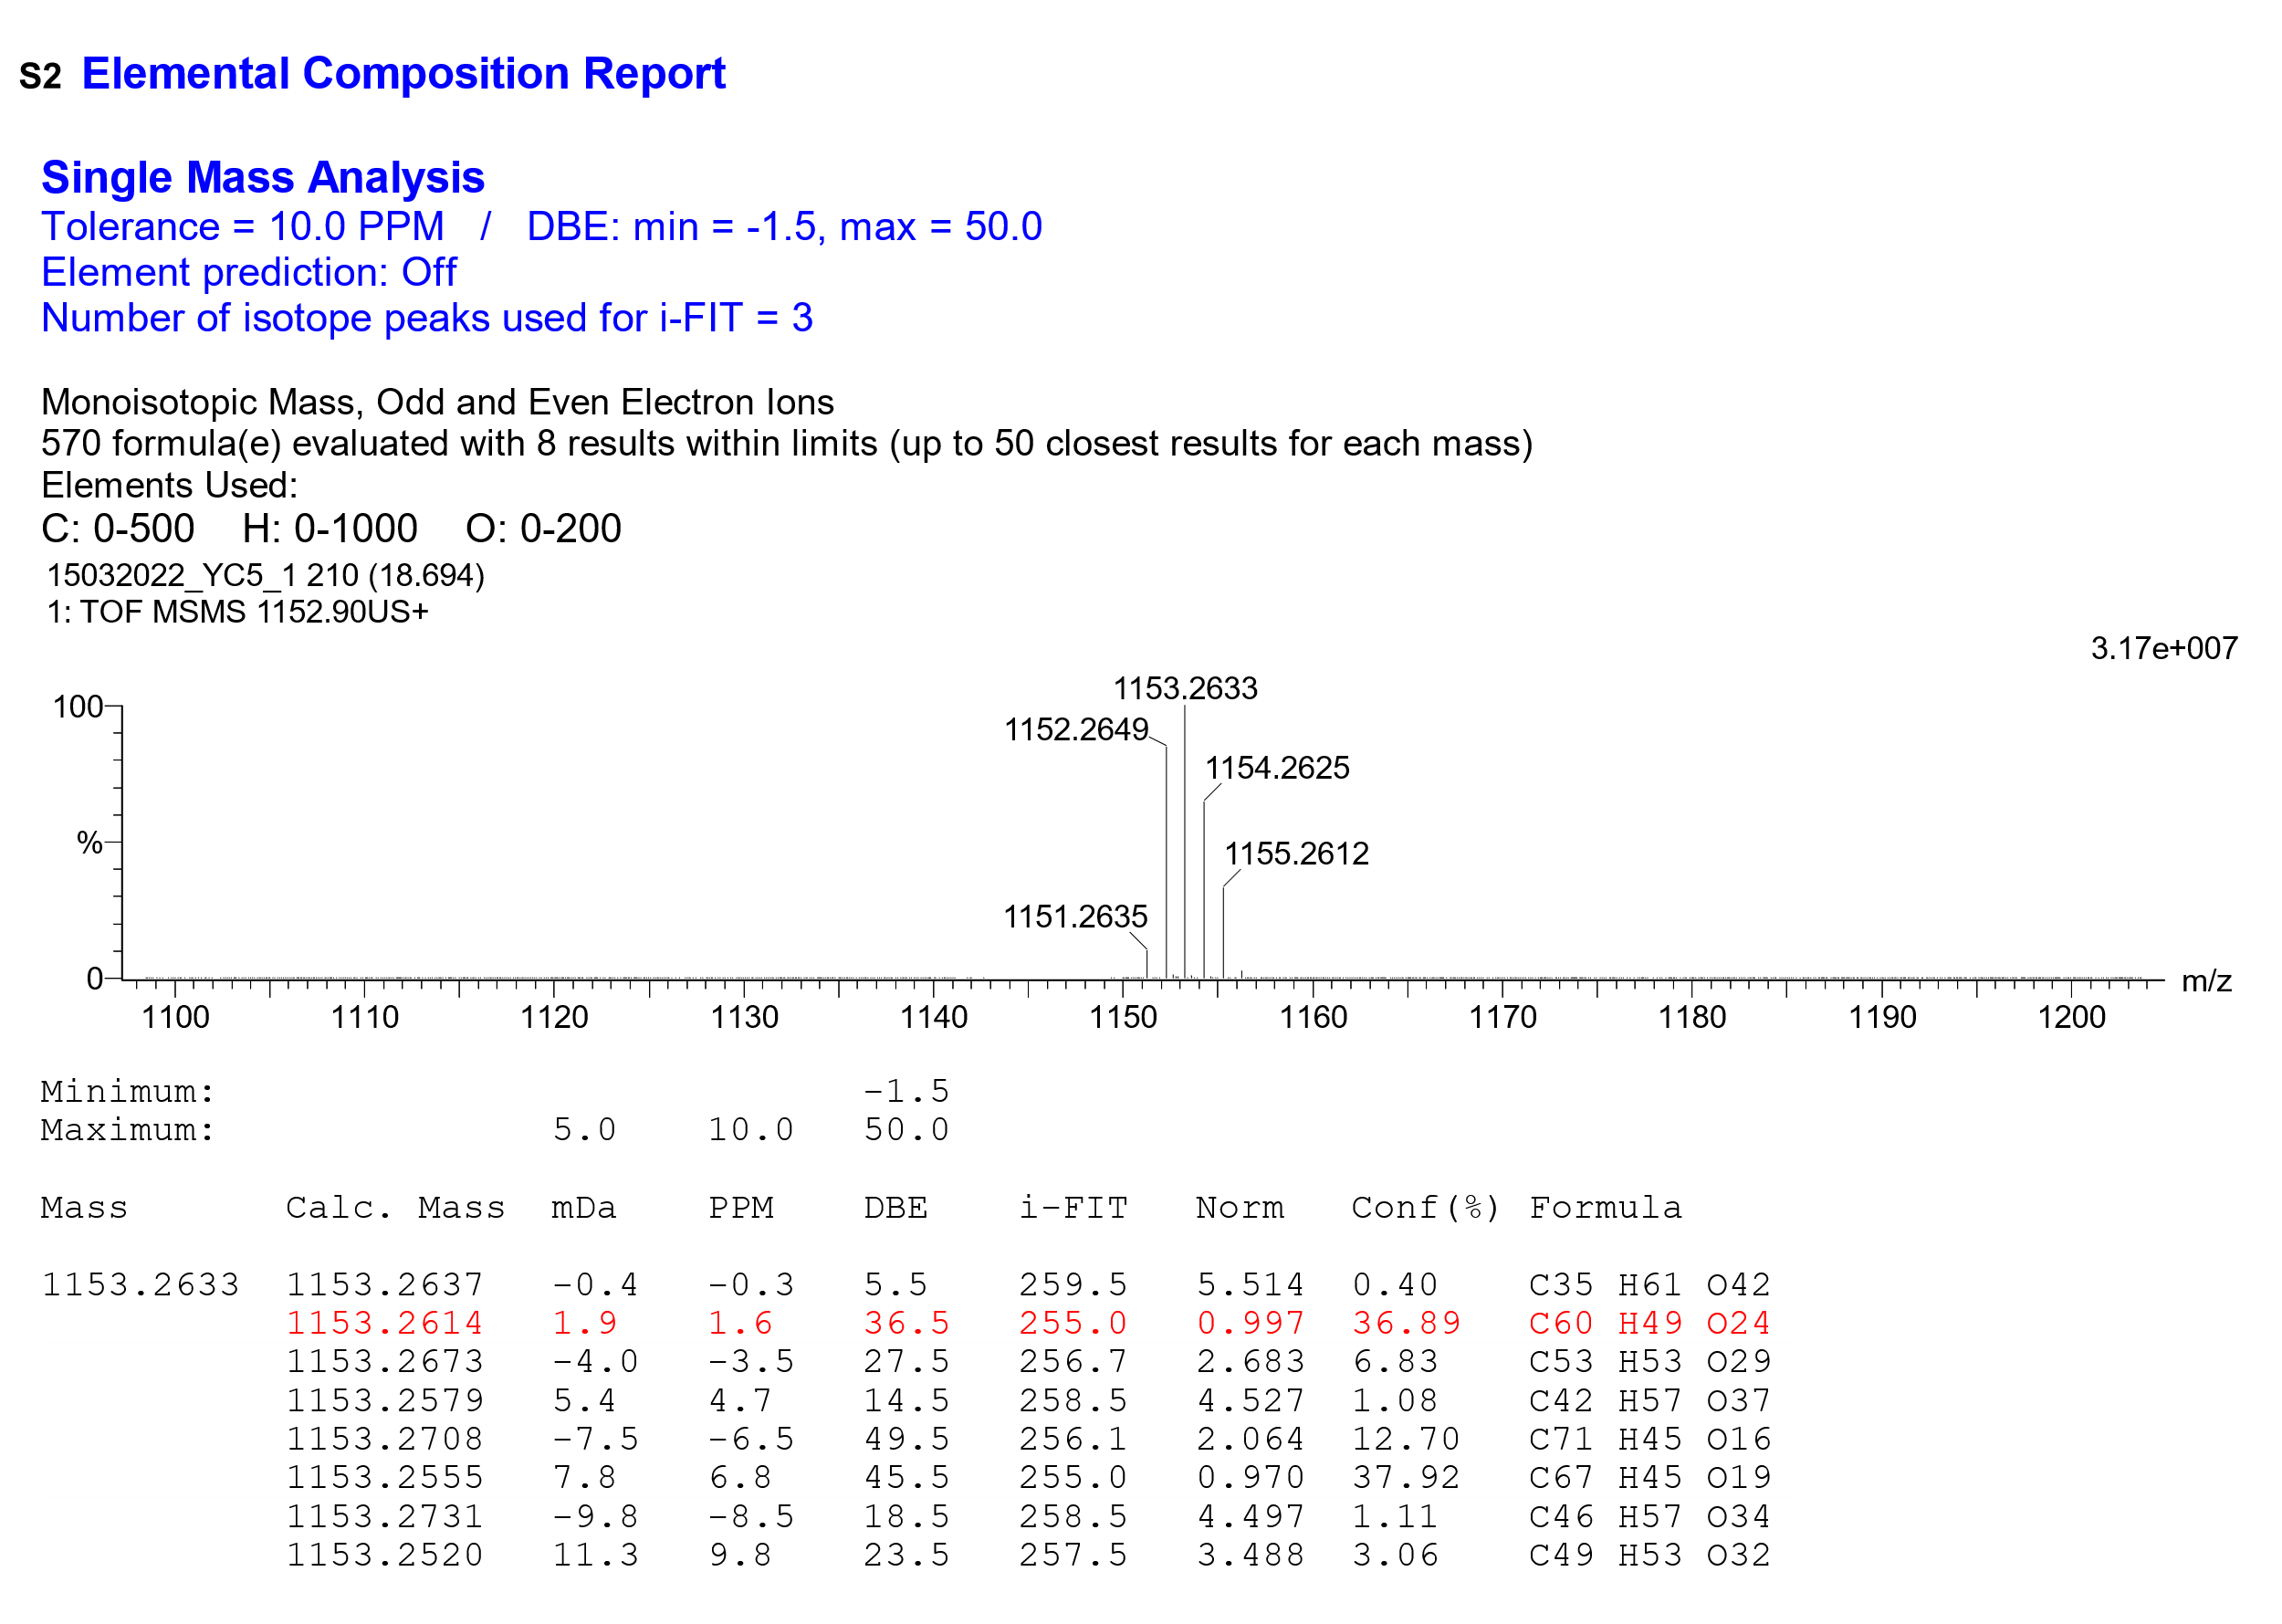 S2 Elemental Composition Report
Single Mass Analysis
Tolerance = 10.0 PPM / DBE: min = -1.5, max = 50.0
Element prediction: Off
Number of isotope peaks used for i-FIT = 3
Monoisotopic Mass, Odd and Even Electron Ions
570 formula(e) evaluated with 8 results within limits (up to 50 closest results for each mass)
Elements Used:
C: 0-500 H: 0-1000 O: 0-200
15032022_YC5_1 210 (18.694)
1: TOF MSMS 1152.90US+
3.17e+007
1153.2633
100
1152.2649
1154.2625
%
1155.2612
1151.2635
0
m/z
1100 1110 1120 1130 1140 1150 1160 1170 1180 1190 1200
Minimum: -1.5
Maximum: 5.0 10.0 50.0
Mass Calc. Mass mDa PPM DBE i-FIT Norm Conf(%) Formula
1153.2633 1153.2637 -0.4 -0.3 5.5 259.5 5.514 0.40 C35 H61 O42
1153.2614 1.9 1.6 36.5 255.0 0.997 36.89 C60 H49 O24
1153.2673 -4.0 -3.5 27.5 256.7 2.683 6.83 C53 H53 O29
1153.2579 5.4 4.7 14.5 258.5 4.527 1.08 C42 H57 O37
1153.2708 -7.5 -6.5 49.5 256.1 2.064 12.70 C71 H45 O16
1153.2555 7.8 6.8 45.5 255.0 0.970 37.92 C67 H45 O19
1153.2731 -9.8 -8.5 18.5 258.5 4.497 1.11 C46 H57 O34
1153.2520 11.3 9.8 23.5 257.5 3.488 3.06 C49 H53 O32